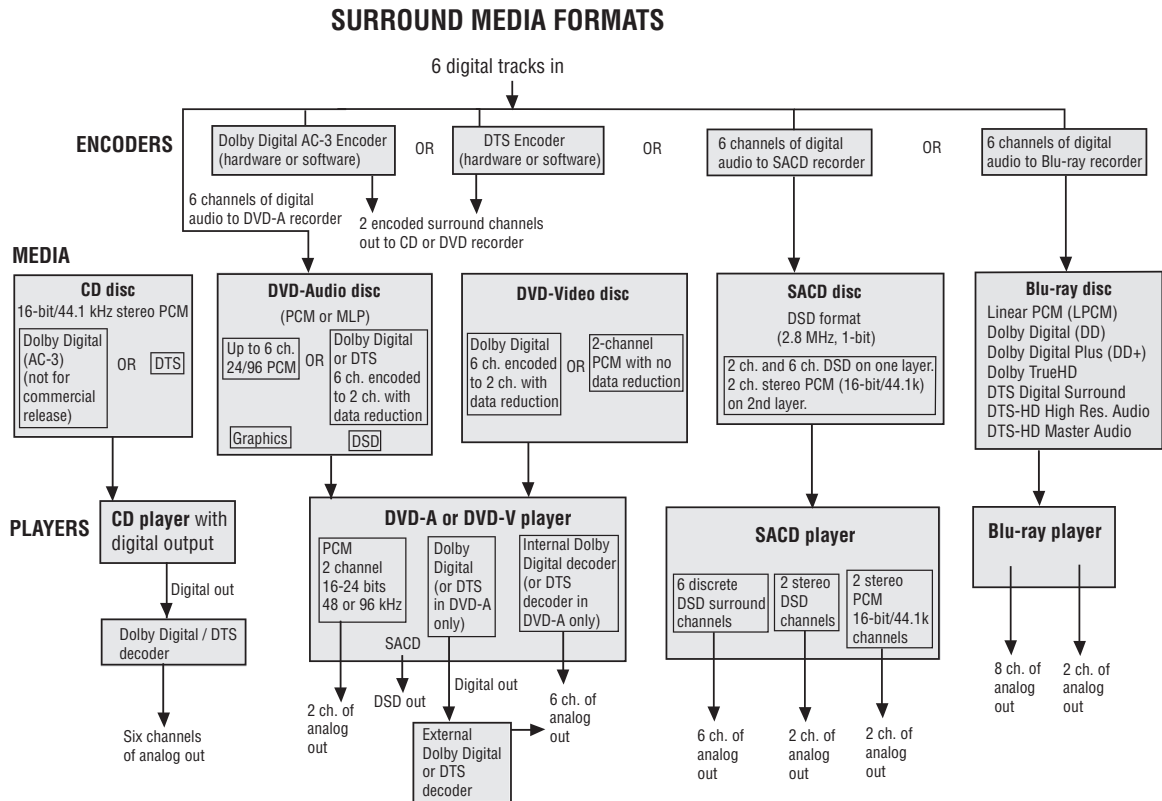 SURROUND MEDIA FORMATS
6 digital tracks in
ENCODERS
Dolby Digital AC-3 Encoder
(hardware or software)
OR
DTS Encoder
(hardware or software)
OR
6 channels of digital
audio to SACD recorder
OR
6 channels of digital
audio to Blu-ray recorder
6 channels of digital
audio to DVD-A recorder
2 encoded surround channels
out to CD or DVD recorder
MEDIA
CD disc
16-bit/44.1 kHz stereo PCM
Dolby Digital
(AC-3)
(not for
commercial
release)
OR
DTS
DVD-Audio disc
(PCM or MLP)
Up to 6 ch.
24/96 PCM
OR
Dolby Digital
or DTS
6 ch. encoded
to 2 ch. with
data reduction
Graphics
DSD
DVD-Video disc
Dolby Digital
6 ch. encoded
to 2 ch. with
data reduction
OR
2-channel
PCM with no
data reduction
SACD disc
DSD format
(2.8 MHz, 1-bit)
2 ch. and 6 ch. DSD on one layer.
2 ch. stereo PCM (16-bit/44.1k)
on 2nd layer.
Blu-ray disc
Linear PCM (LPCM)
Dolby Digital (DD)
Dolby Digital Plus (DD+)
Dolby TrueHD
DTS Digital Surround
DTS-HD High Res. Audio
DTS-HD Master Audio
PLAYERS
CD player with
digital output
Digital out
Dolby Digital / DTS
decoder
Six channels
of analog out
DVD-A or DVD-V player
PCM
2 channel
16-24 bits
48 or 96 kHz
Dolby
Digital
(or DTS
in DVD-A
only)
Internal Dolby
Digital decoder
(or DTS
decoder in
DVD-A only)
SACD
DSD out
Digital out
2 ch. of
analog
out
External
Dolby Digital
or DTS
decoder
6 ch. of
analog
out
SACD player
6 discrete
DSD surround
channels
2 stereo
DSD
channels
2 stereo
PCM
16-bit/44.1k
channels
6 ch. of
analog
out
2 ch. of
analog
out
2 ch. of
analog
out
Blu-ray player
8 ch. of
analog
out
2 ch. of
analog
out